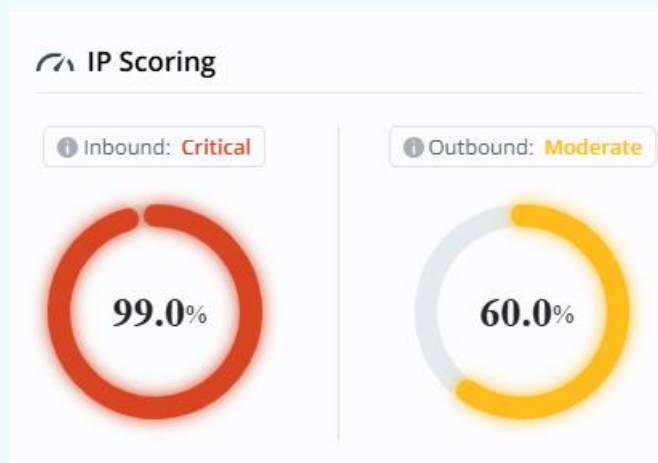 IP Scoring
Inbound: Critical
Outbound: Moderate
99.0%
60.0%